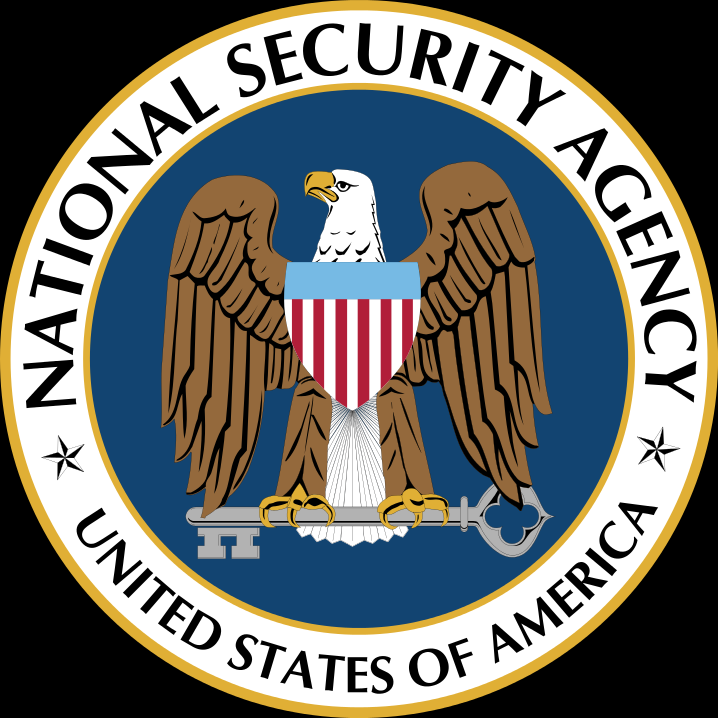 NATIONAL SECURITY AGENCY
UNITED STATES OF AMERICA